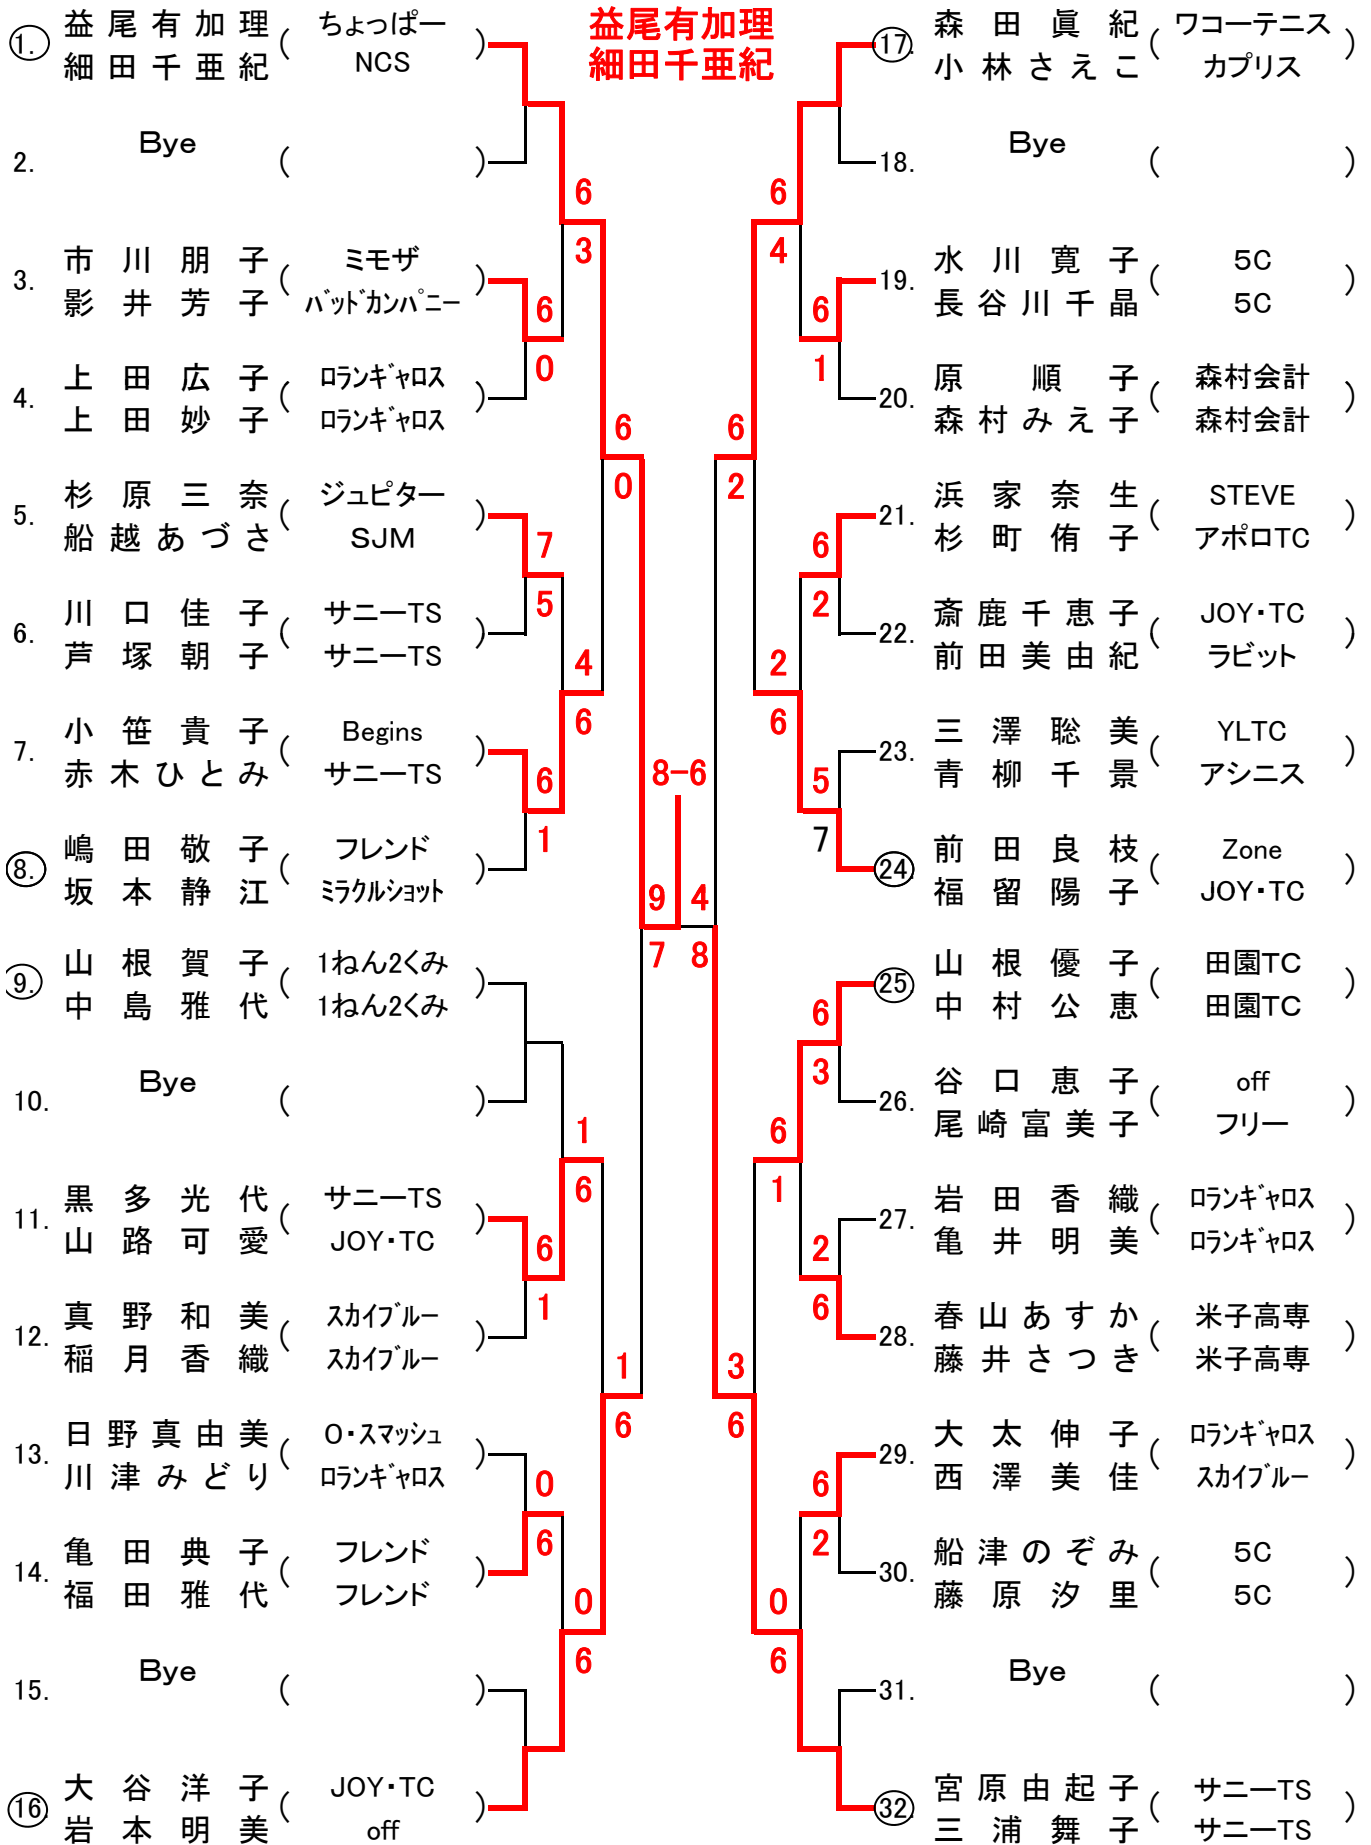 益尾有加理
細田千亜紀
1. 益尾有加理 ( ちょっぱー )
細田千亜紀 NCS
2. Bye ( )
3. 市川朋子 ( ミモザ )
影井芳子 バッドカンパニー
4. 上田広子 ( ロランギャロス )
上田妙子 ロランギャロス
5. 杉原三奈 ( ジュピター )
船越あづさ SJM
6. 川口佳子 ( サニーTS )
芦塚朝子 サニーTS
7. 小笹貴子 ( Begins )
赤木ひとみ サニーTS
8. 嶋田敬子 ( フレンド )
坂本静江 ミラクルショット
9. 山根賀子 ( 1ねん2くみ )
中島雅代 1ねん2くみ
10. Bye ( )
11. 黒多光代 ( サニーTS )
山路可愛 JOY・TC
12. 真野和美 ( スカイブルー )
稲月香織 スカイブルー
13. 日野真由美 ( O・スマッシュ )
川津みどり ロランギャロス
14. 亀田典子 ( フレンド )
福田雅代 フレンド
15. Bye ( )
16. 大谷洋子 ( JOY・TC )
岩本明美 off
6
3
6
0
6
0
7
5
4
6
6
1
1
6
6
1
1
6
0
6
0
6
8-6
9 4
7 8
6
4
6
1
6
2
6
2
2
6
5
7
6
3
6
1
2
6
3
6
6
2
0
6
17. 森田眞紀 ( ワコーテニス )
小林さえこ カプリス
18. Bye ( )
19. 水川寛子 ( 5C )
長谷川千晶 5C
20. 原順子 ( 森村会計 )
森村みえ子 森村会計
21. 浜家奈生 ( STEVE )
杉町侑子 アポロTC
22. 斎鹿千恵子 ( JOY・TC )
前田美由紀 ラビット
23. 三澤聡美 ( YLTC )
青柳千景 アシニス
24. 前田良枝 ( Zone )
福留陽子 JOY・TC
25. 山根優子 ( 田園TC )
中村公恵 田園TC
26. 谷口恵子 ( off )
尾崎富美子 フリー
27. 岩田香織 ( ロランギャロス )
亀井明美 ロランギャロス
28. 春山あすか ( 米子高専 )
藤井さつき 米子高専
29. 大太伸子 ( ロランギャロス )
西澤美佳 スカイブルー
30. 船津のぞみ ( 5C )
藤原汐里 5C
31. Bye ( )
32. 宮原由起子 ( サニーTS )
三浦舞子 サニーTS